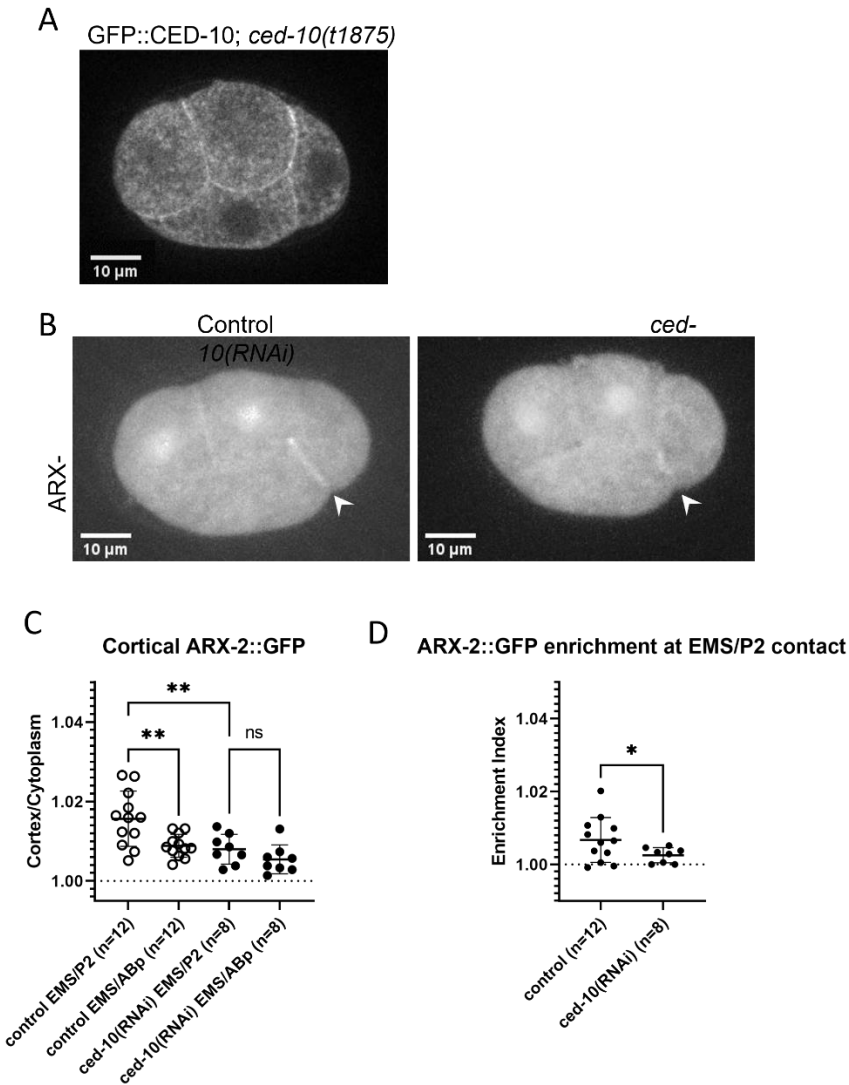 A
GFP::CED-10; ced-10(t1875)
10 µm
B
Control
ced-
10(RNAi)
ARX-
10 µm
10 µm
C
D
Cortical ARX-2::GFP
ARX-2::GFP enrichment at EMS/P2 contact
**
**
ns
1.04
1.02
1.00
Cortex/Cytoplasm
control EMS/P2 (n=12)
control EMS/ABp (n=12)
ced-10(RNAi) EMS/P2 (n=8)
ced-10(RNAi) EMS/ABp (n=8)
*
1.04
1.02
1.00
Enrichment Index
control (n=12)
ced-10(RNAi) (n=8)